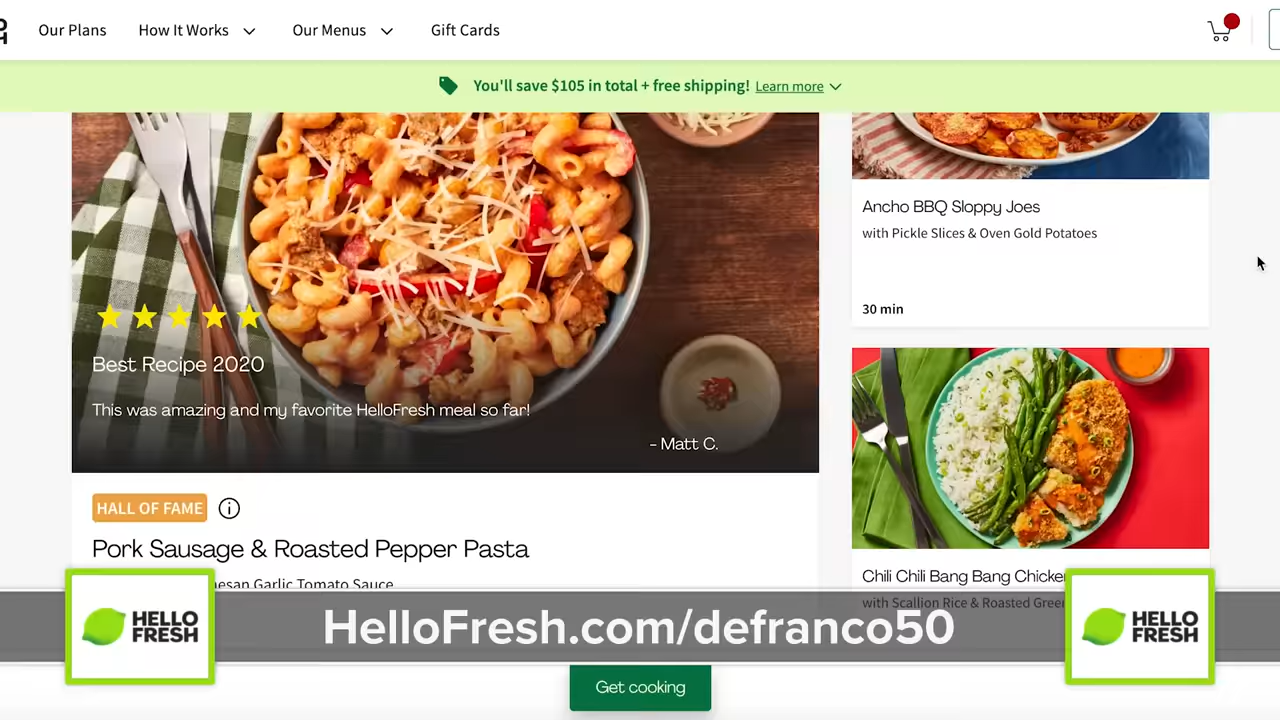 Our Plans
How It Works
Our Menus
Gift Cards
You'll save $105 in total + free shipping! Learn more
Best Recipe 2020
This was amazing and my favorite HelloFresh meal so far!
- Matt C.
HALL OF FAME
Pork Sausage & Roasted Pepper Pasta
Garlic Tomato Sauce
Ancho BBQ Sloppy Joes
with Pickle Slices & Oven Gold Potatoes
30 min
Chili Chili Bang Bang
with Scallion Rice & Roasted
HELLO
FRESH
HelloFresh.com/defranco50
HELLO
FRESH
Get cooking